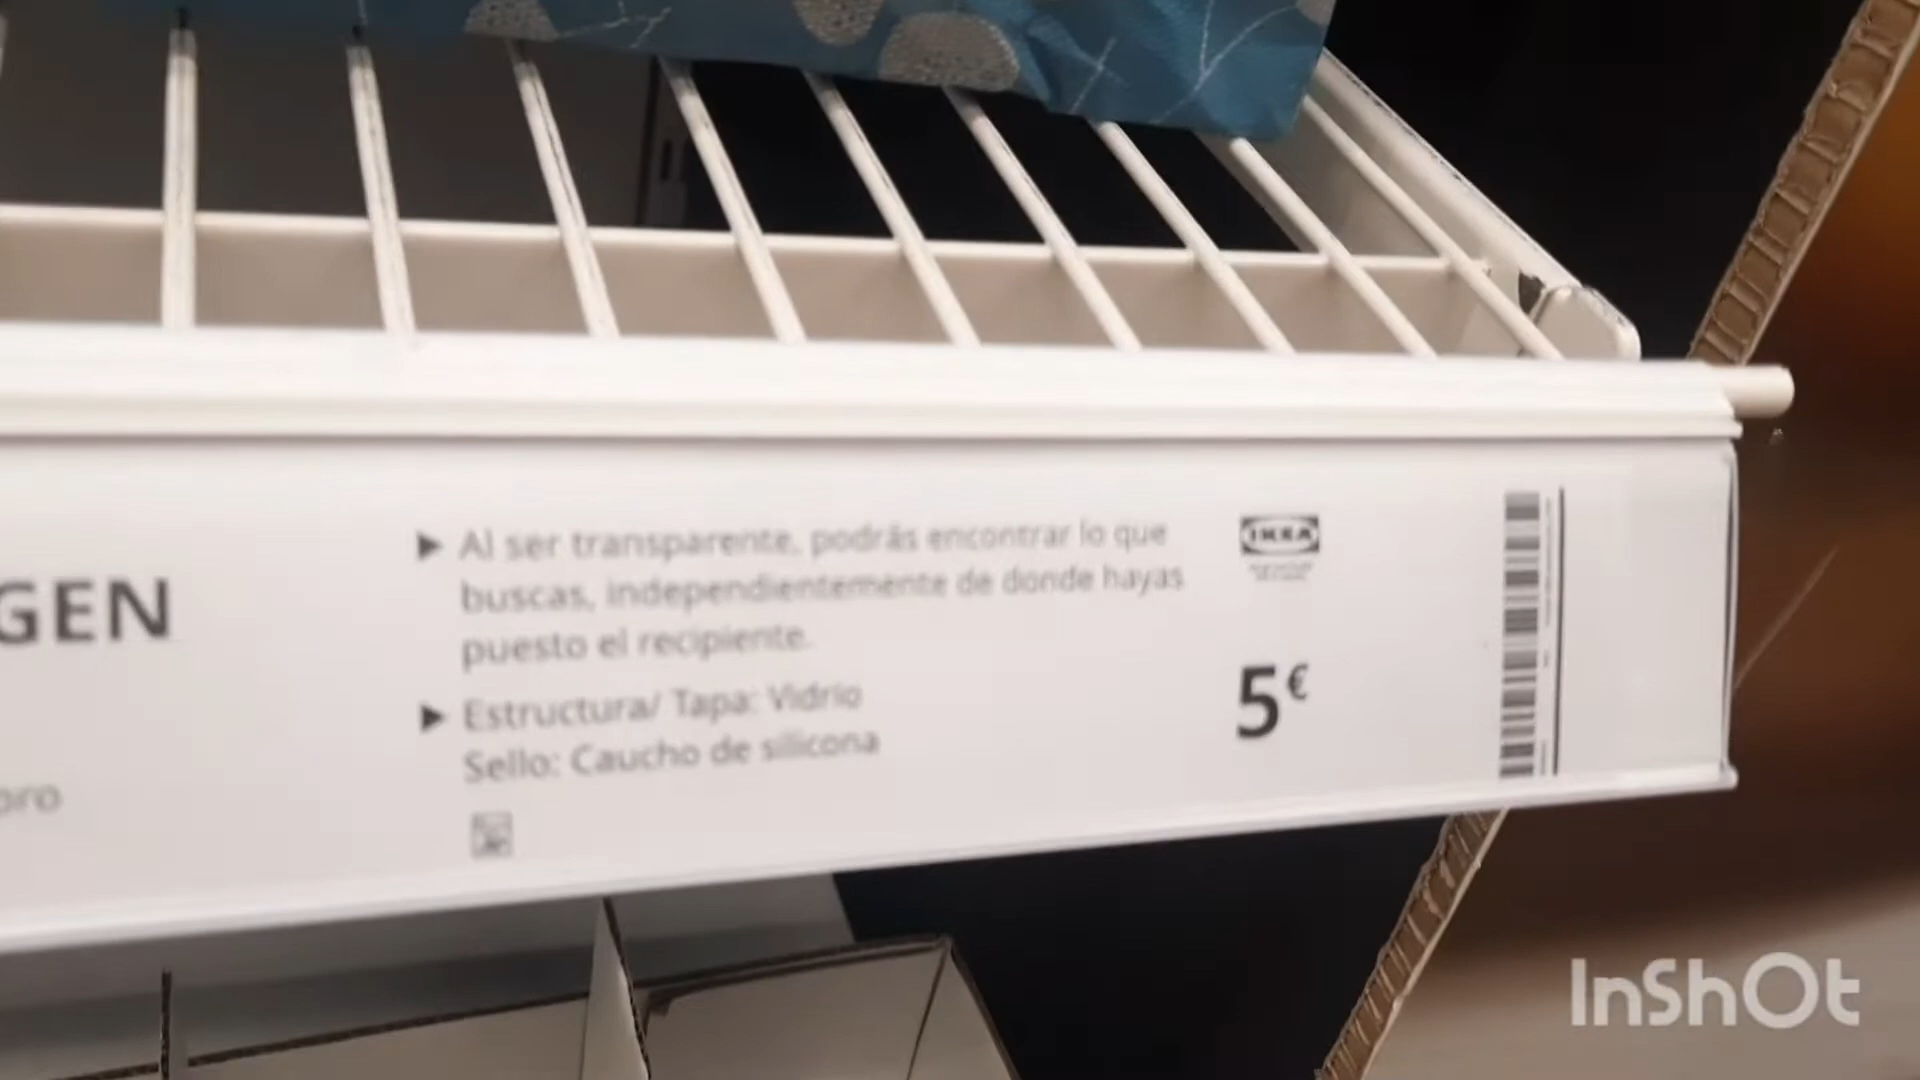 GEN
pro
▶ Al ser transparente, podrás encontrar lo que
buscas, independientemente de donde hayas
puesto el recipiente.
▶ Estructura/ Tapa: Vidrio
Sello: Caucho de silicona
IKEA
5€
InShOt